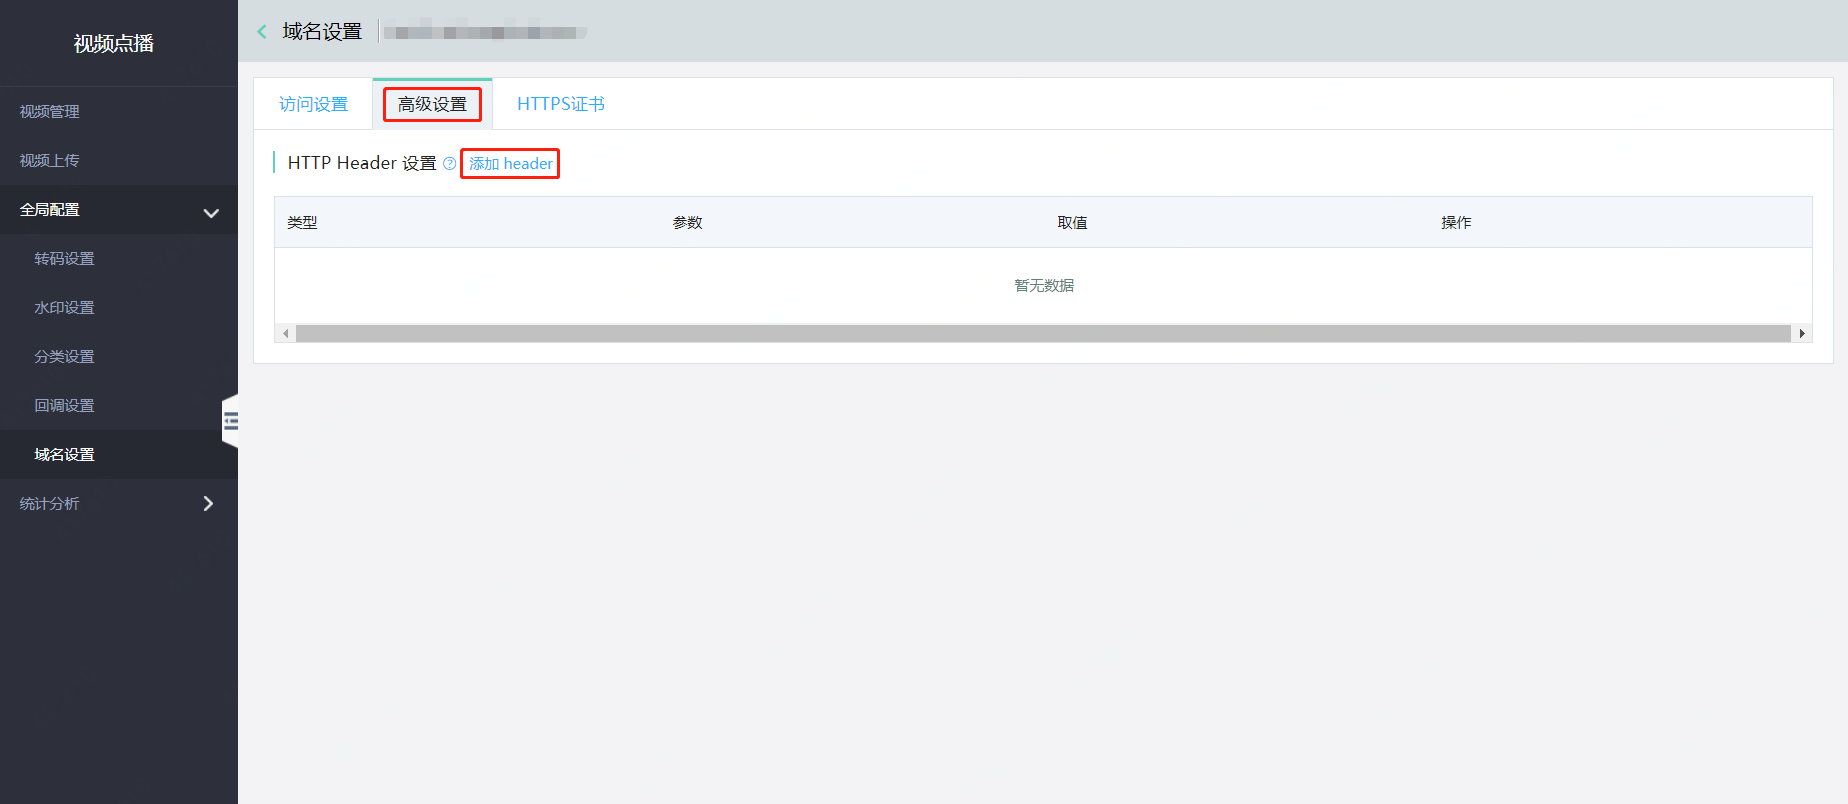 视频点播
视频管理
视频上传
全局配置
转码设置
水印设置
分类设置
回调设置
域名设置
统计分析
域名设置
访问设置 高级设置 HTTPS证书
HTTP Header 设置 ? 添加 header
类型 参数 取值 操作
暂无数据